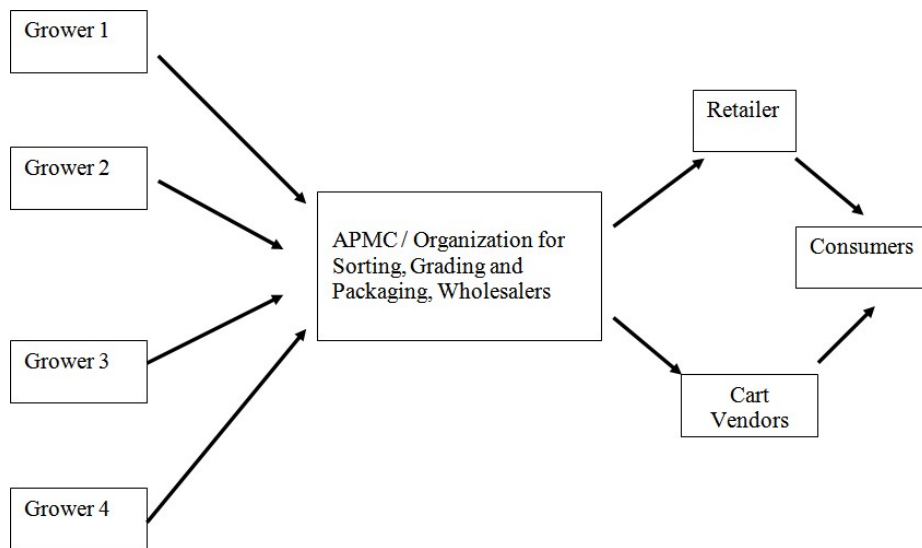 Grower 1
Grower 2
Grower 3
Grower 4
APMC / Organization for
Sorting, Grading and
Packaging, Wholesalers
Retailer
Cart
Vendors
Consumers